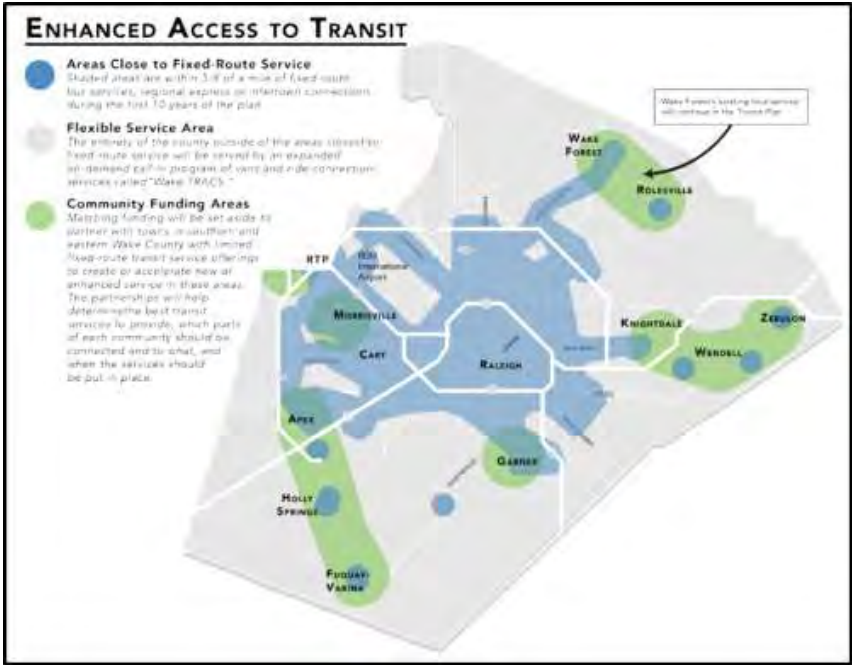 ENHANCED ACCESS TO TRANSIT
Areas Close to Fixed-Route Service
Shaded areas are within 3/4 of a mile of fixed-route
bus services, regional express or intertown connections
during the first 10 years of the plan
Flexible Service Area
The entirety of the county outside of the areas closest to
fixed-route service will be served by an expanded
on-demand call-in program of vans and ride connection
services called "Wake TRACS."
Community Funding Areas
Matching funding will be set aside to
partner with towns in southern and
eastern Wake County with limited
fixed-route transit service offerings
to create or accelerate new or
enhanced service in these areas.
The partnerships will help
determine the best transit
services to provide, which parts
of each community should be
connected and to what, and
when the services should
be put in place.
Wake Forest's existing local service
will continue in the Transit Plan
WAKE
FOREST
ROLESVILLE
RTP
RDU
International
Airport
MORRISVILLE
CARY
RALEIGH
KNIGHTDALE
ZEBULON
WENDELL
APEX
GARNER
HOLLY
SPRINGS
FUQUAY-
VARINA